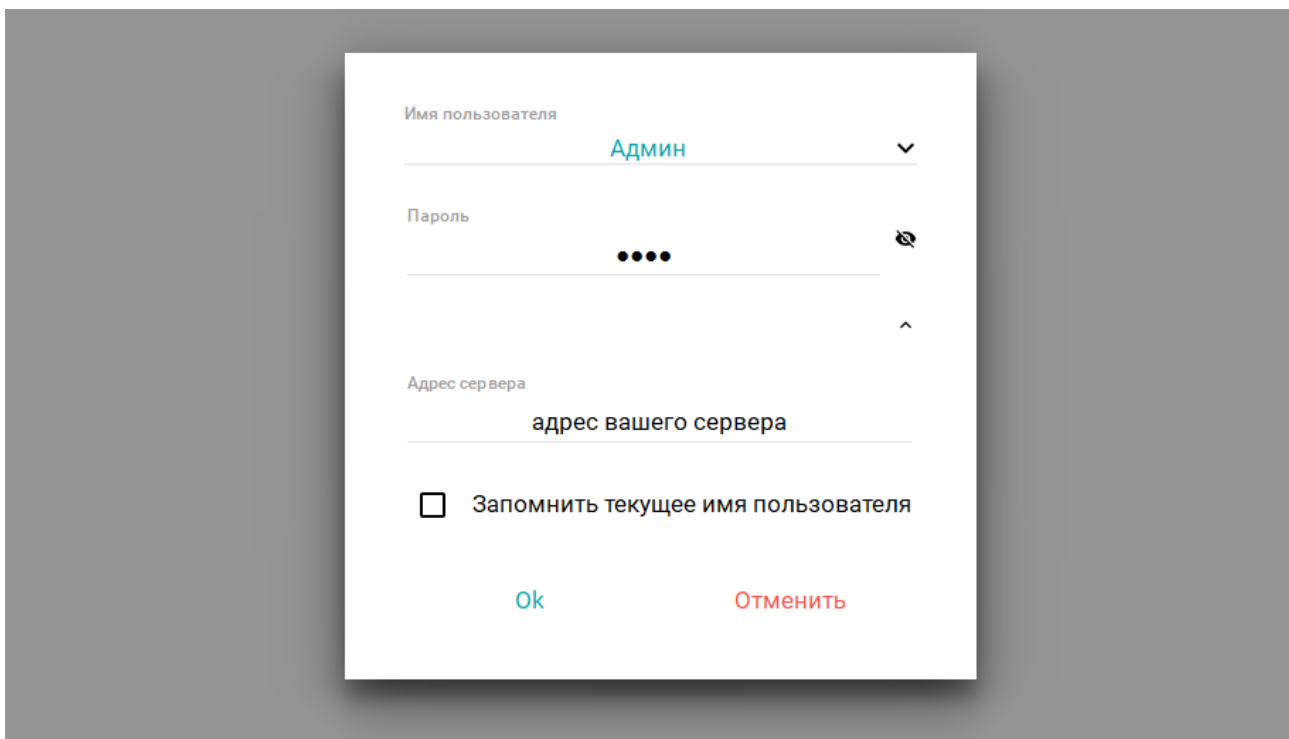 Имя пользователя
Админ
Пароль
••••
Адрес сервера
адрес вашего сервера
Запомнить текущее имя пользователя
Ok
Отменить